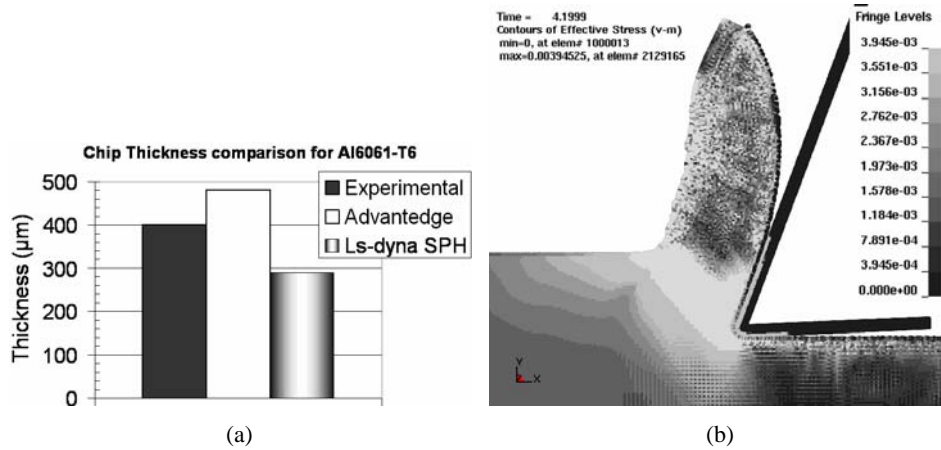 Chip Thickness comparison for Al6061-T6
Thickness (µm)
500
400
300
200
100
0
Experimental
Advantedge
Ls-dyna SPH
(a)
Time = 4.1999
Contours of Effective Stress (v-m)
min=0, at elem# 1000013
max=0.00394525, at elem# 2129165
Fringe Levels
3.945e-03
3.551e-03
3.156e-03
2.762e-03
2.367e-03
1.973e-03
1.578e-03
1.184e-03
7.891e-04
3.945e-04
0.000e+00
Y
X
(b)